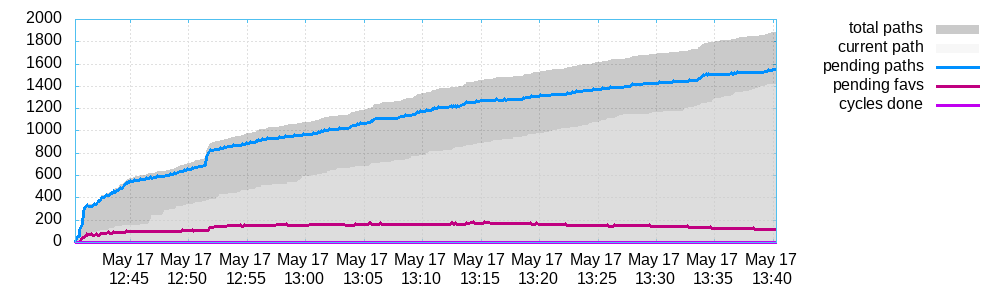 2000
1800
1600
1400
1200
1000
800
600
400
200
0
May 17 May 17 May 17 May 17 May 17 May 17 May 17 May 17 May 17 May 17 May 17 May 17
12:45 12:50 12:55 13:00 13:05 13:10 13:15 13:20 13:25 13:30 13:35 13:40
total paths
current path
pending paths
pending favs
cycles done